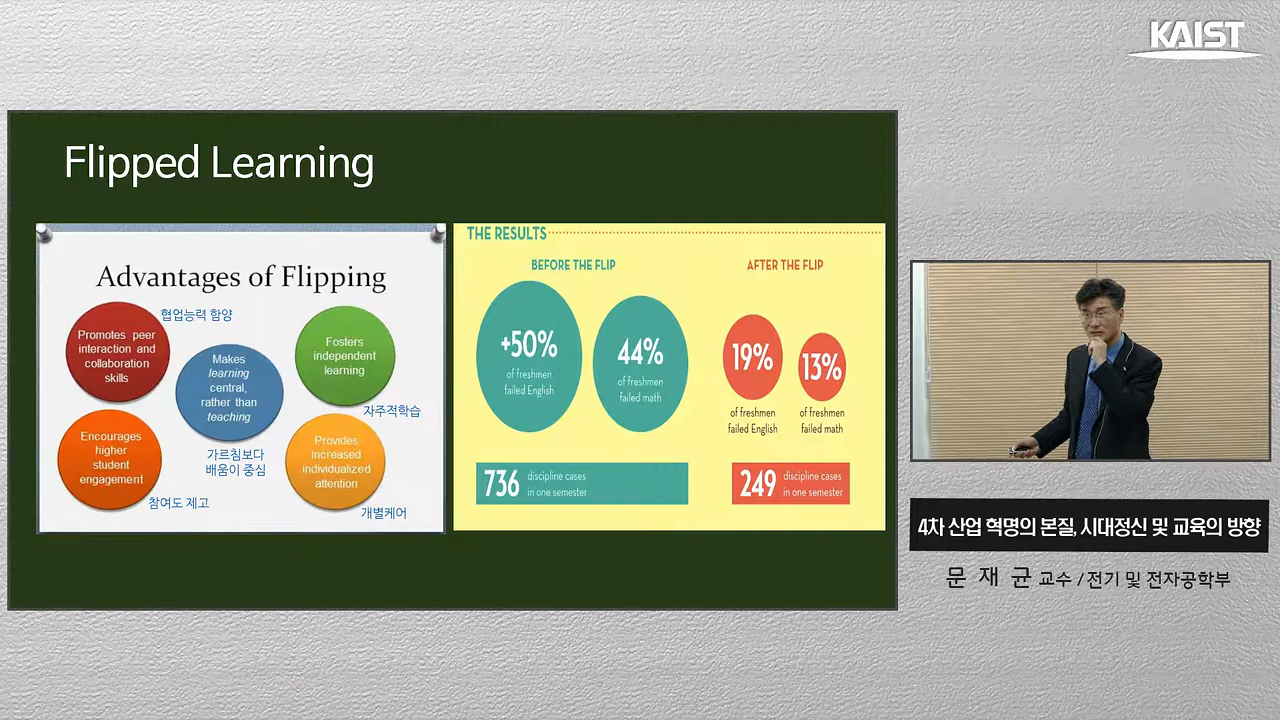 KAIST
Flipped Learning
Advantages of Flipping
Promotes peer
interaction and
collaboration
skills
협업능력 함양
Makes
learning
central,
rather than
teaching
가르침보다
배움이 중심
Fosters
independent
learning
자주적학습
Encourages
higher
student
engagement
참여도 제고
Provides
increased
individualized
attention
개별케어
THE RESULTS
BEFORE THE FLIP
+50%
of freshmen
failed English
44%
of freshmen
failed math
736
discipline cases
in one semester
AFTER THE FLIP
19%
of freshmen
failed English
13%
of freshmen
failed math
249
discipline cases
in one semester
4차 산업 혁명의 본질, 시대정신 및 교육의 방향
문 재 균 교수 / 전기 및 전자공학부